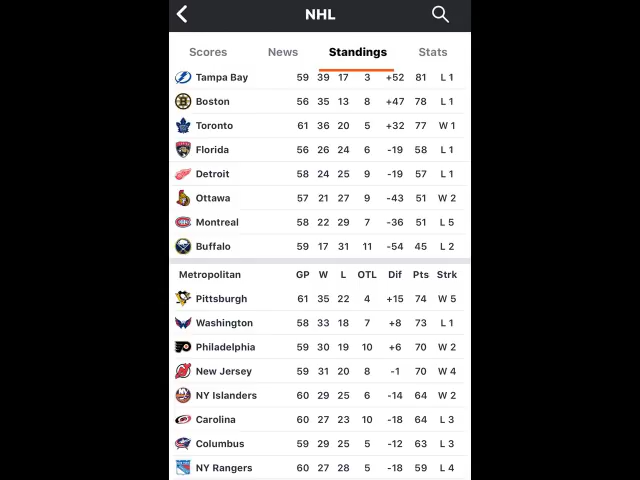 NHL
Scores News Standings Stats
Tampa Bay 59 39 17 3 +52 81 L 1
Boston 56 35 13 8 +47 78 L 1
Toronto 61 36 20 5 +32 77 W 1
Florida 56 26 24 6 -19 58 L 1
Detroit 58 24 25 9 -19 57 L 1
Ottawa 57 21 27 9 -43 51 W 2
Montreal 58 22 29 7 -36 51 L 5
Buffalo 59 17 31 11 -54 45 L 2
Metropolitan GP W L OTL Dif Pts Strk
Pittsburgh 61 35 22 4 +15 74 W 5
Washington 58 33 18 7 +8 73 L 1
Philadelphia 59 30 19 10 +6 70 W 2
New Jersey 59 31 20 8 -1 70 W 4
NY Islanders 60 29 25 6 -14 64 W 2
Carolina 60 27 23 10 -18 64 L 3
Columbus 59 29 25 5 -12 63 L 3
NY Rangers 60 27 28 5 -18 59 L 4